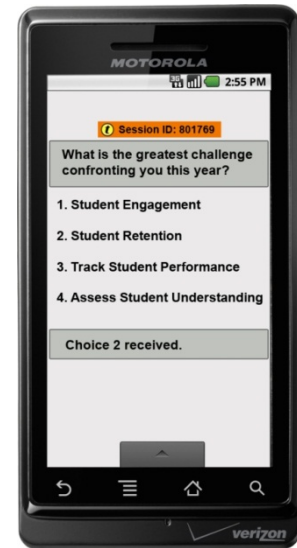 MOTOROLA
3G
2:55 PM
Session ID: 801769
What is the greatest challenge
confronting you this year?
1. Student Engagement
2. Student Retention
3. Track Student Performance
4. Assess Student Understanding
Choice 2 received.
verizon